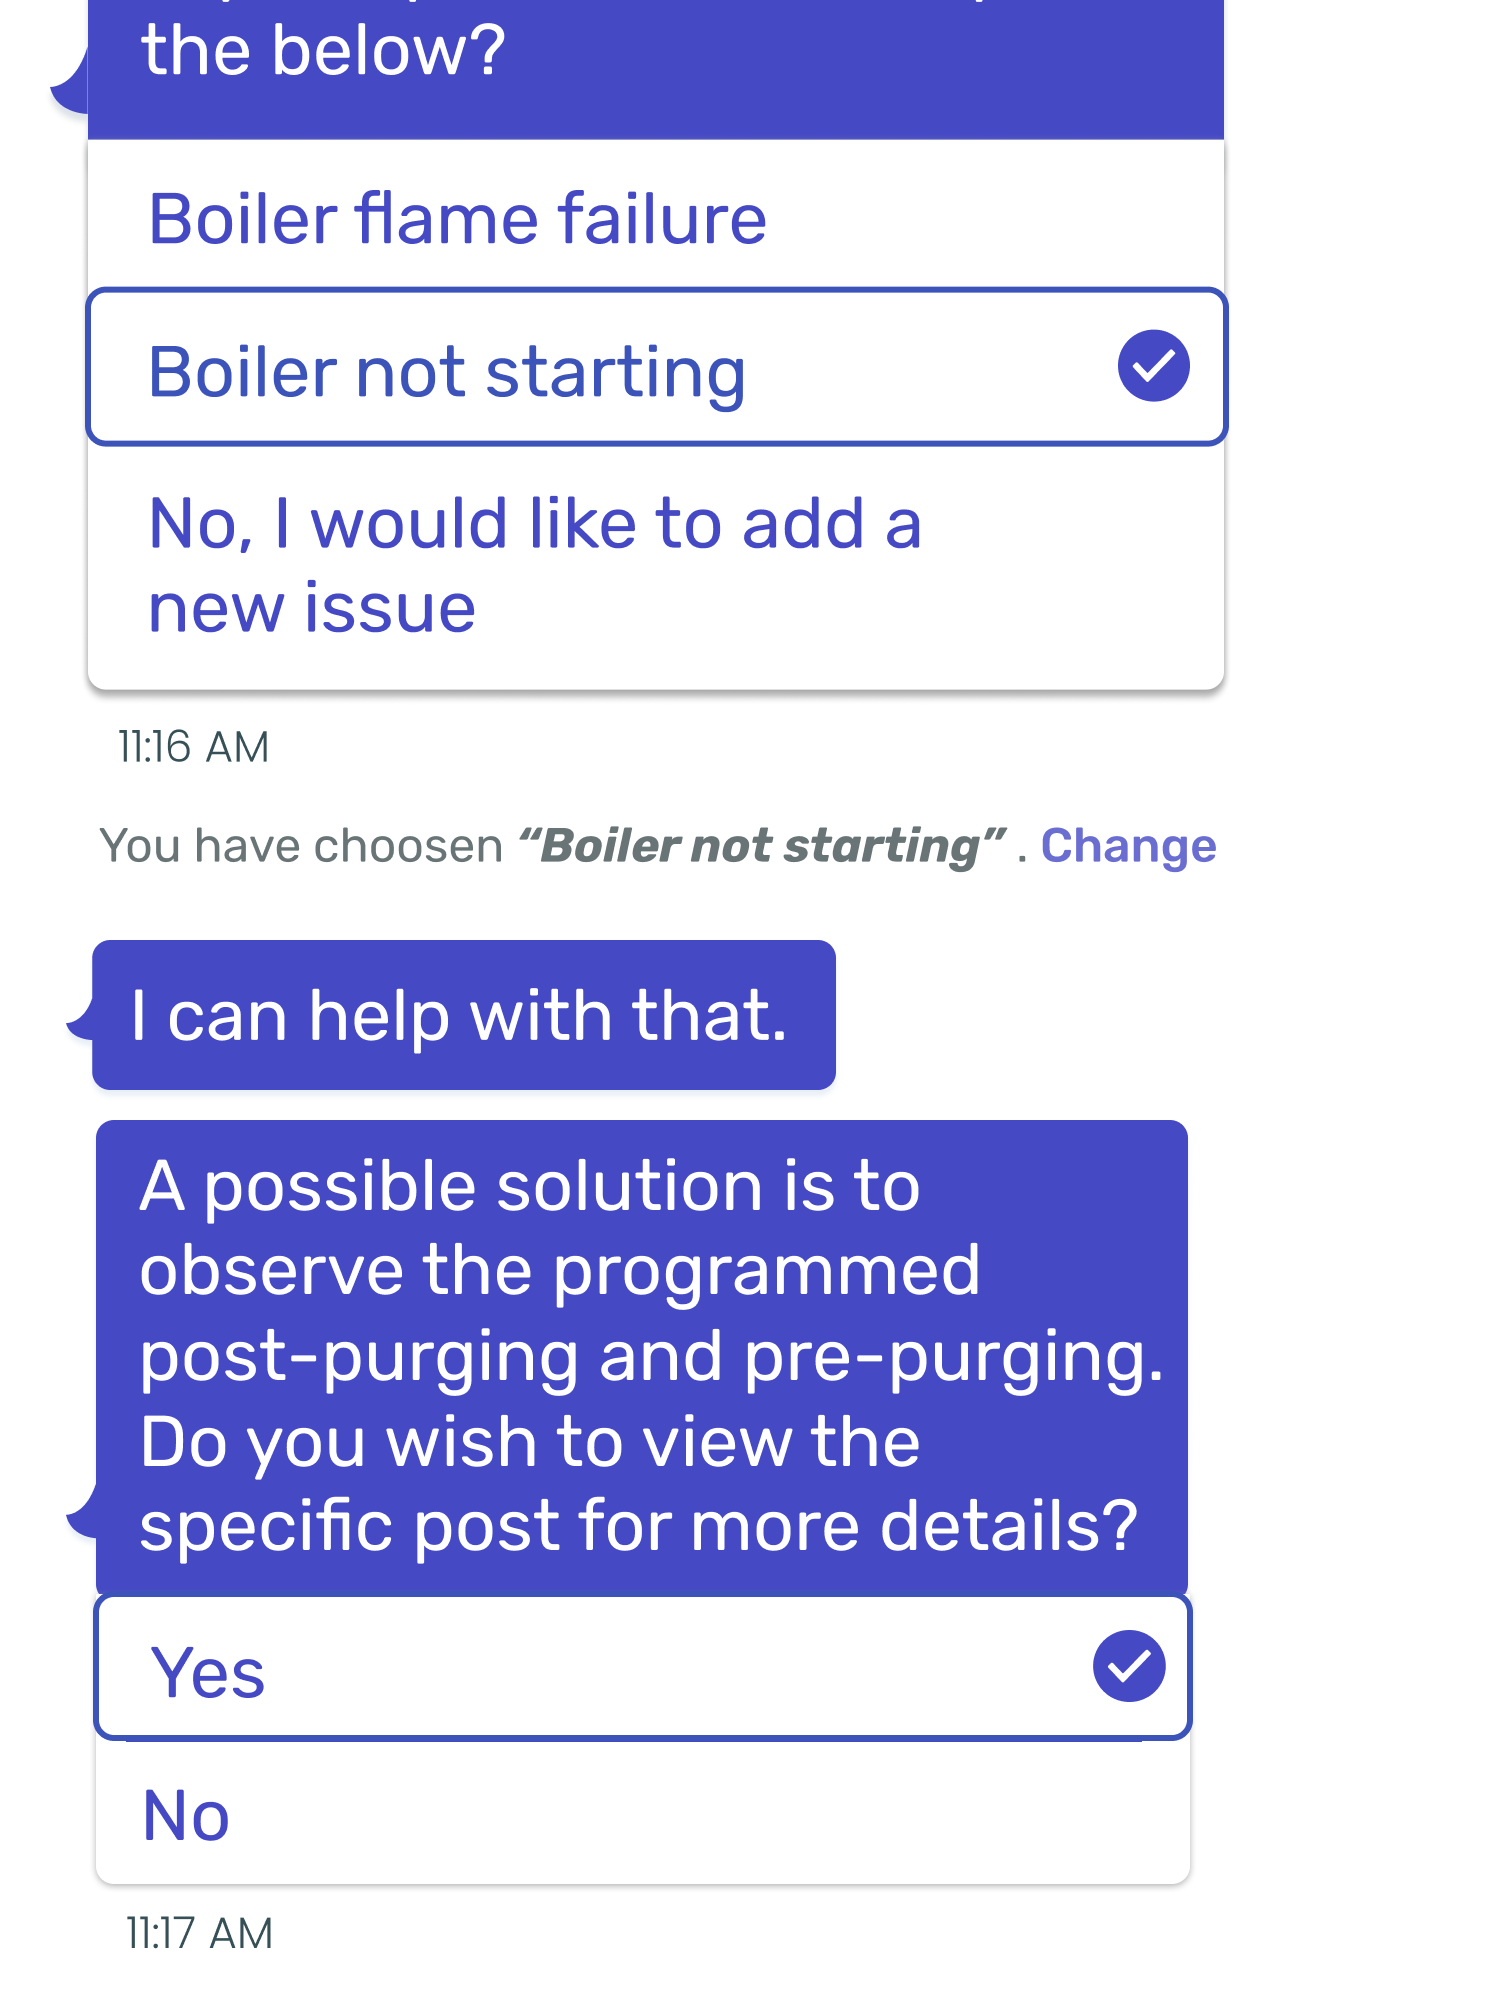 the below?
Boiler flame failure
Boiler not starting
No, I would like to add a
new issue
11:16 AM
You have choosen “Boiler not starting” . Change
I can help with that.
A possible solution is to
observe the programmed
post-purging and pre-purging.
Do you wish to view the
specific post for more details?
Yes
No
11:17 AM